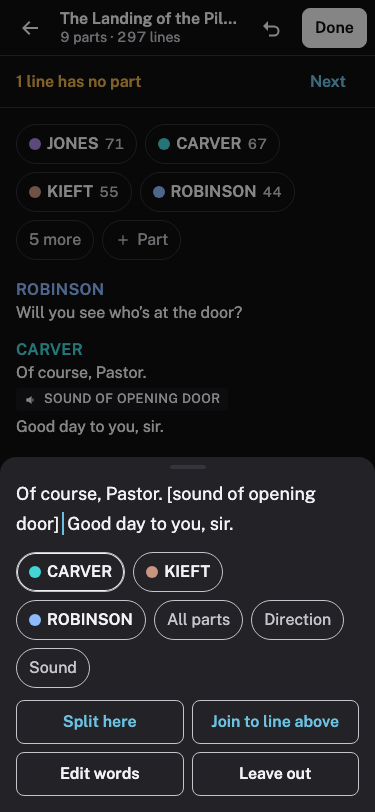 The Landing of the Pil...
9 parts · 297 lines
Done
1 line has no part
Next
JONES 71
CARVER 67
KIEFT 55
ROBINSON 44
5 more
+ Part
ROBINSON
Will you see who's at the door?
CARVER
Of course, Pastor.
SOUND OF OPENING DOOR
Good day to you, sir.
Of course, Pastor. [sound of opening
door] Good day to you, sir.
CARVER
KIEFT
ROBINSON
All parts
Direction
Sound
Split here
Join to line above
Edit words
Leave out